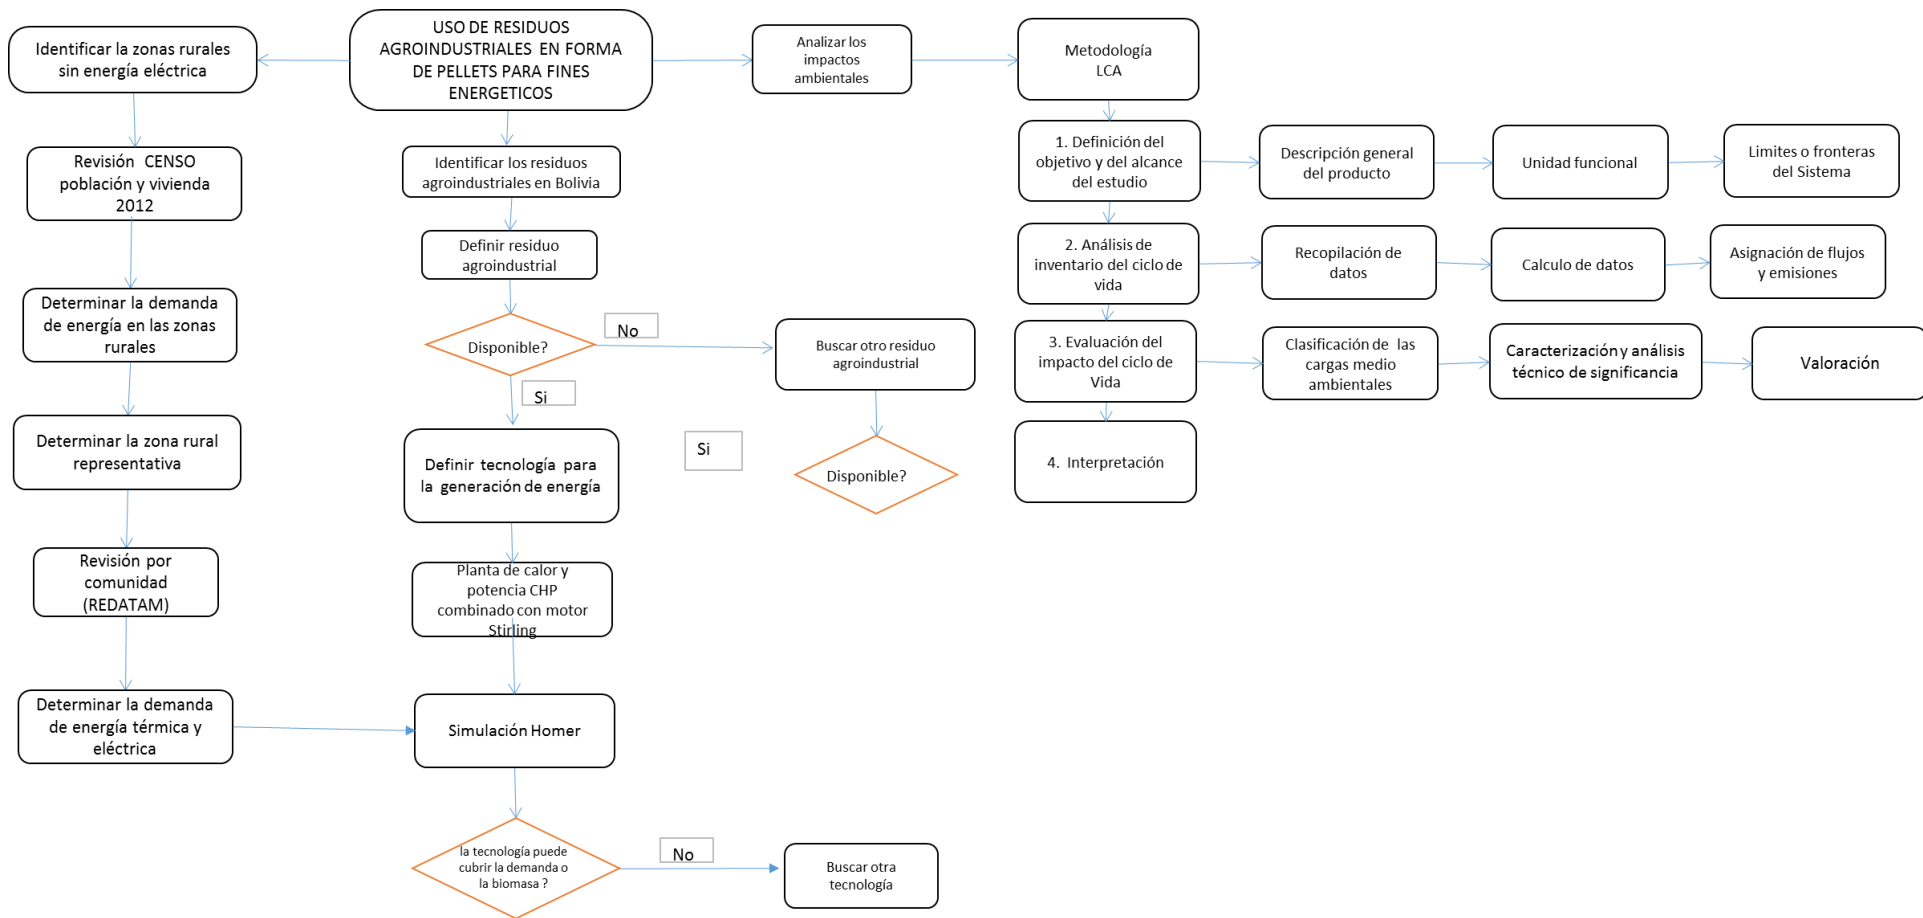 USO DE RESIDUOS
AGROINDUSTRIALES EN FORMA
DE PELLETS PARA FINES
ENERGETICOS
Identificar la zonas rurales
sin energía eléctrica
Revisión CENSO
población y vivienda
2012
Determinar la demanda
de energía en las zonas
rurales
Determinar la zona rural
representativa
Revisión por
comunidad
(REDATAM)
Determinar la demanda
de energía térmica y
eléctrica
Identificar los residuos
agroindustriales en Bolivia
Definir residuo
agroindustrial
Disponible?
No
Si
Buscar otro residuo
agroindustrial
Disponible?
Si
Definir tecnología para
la generación de energía
Planta de calor y
potencia CHP
combinado con motor
Stirling
Simulación Homer
la tecnología puede
cubrir la demanda o
la biomasa ?
No
Buscar otra
tecnología
Analizar los
impactos
ambientales
Metodología
LCA
1. Definición del
objetivo y del alcance
del estudio
Descripción general
del producto
Unidad funcional
Limites o fronteras
del Sistema
2. Análisis de
inventario del ciclo de
vida
Recopilación de
datos
Calculo de datos
Asignación de flujos
y emisiones
3. Evaluación del
impacto del ciclo de
Vida
Clasificación de las
cargas medio
ambientales
Caracterización y análisis
técnico de significancia
Valoración
4. Interpretación